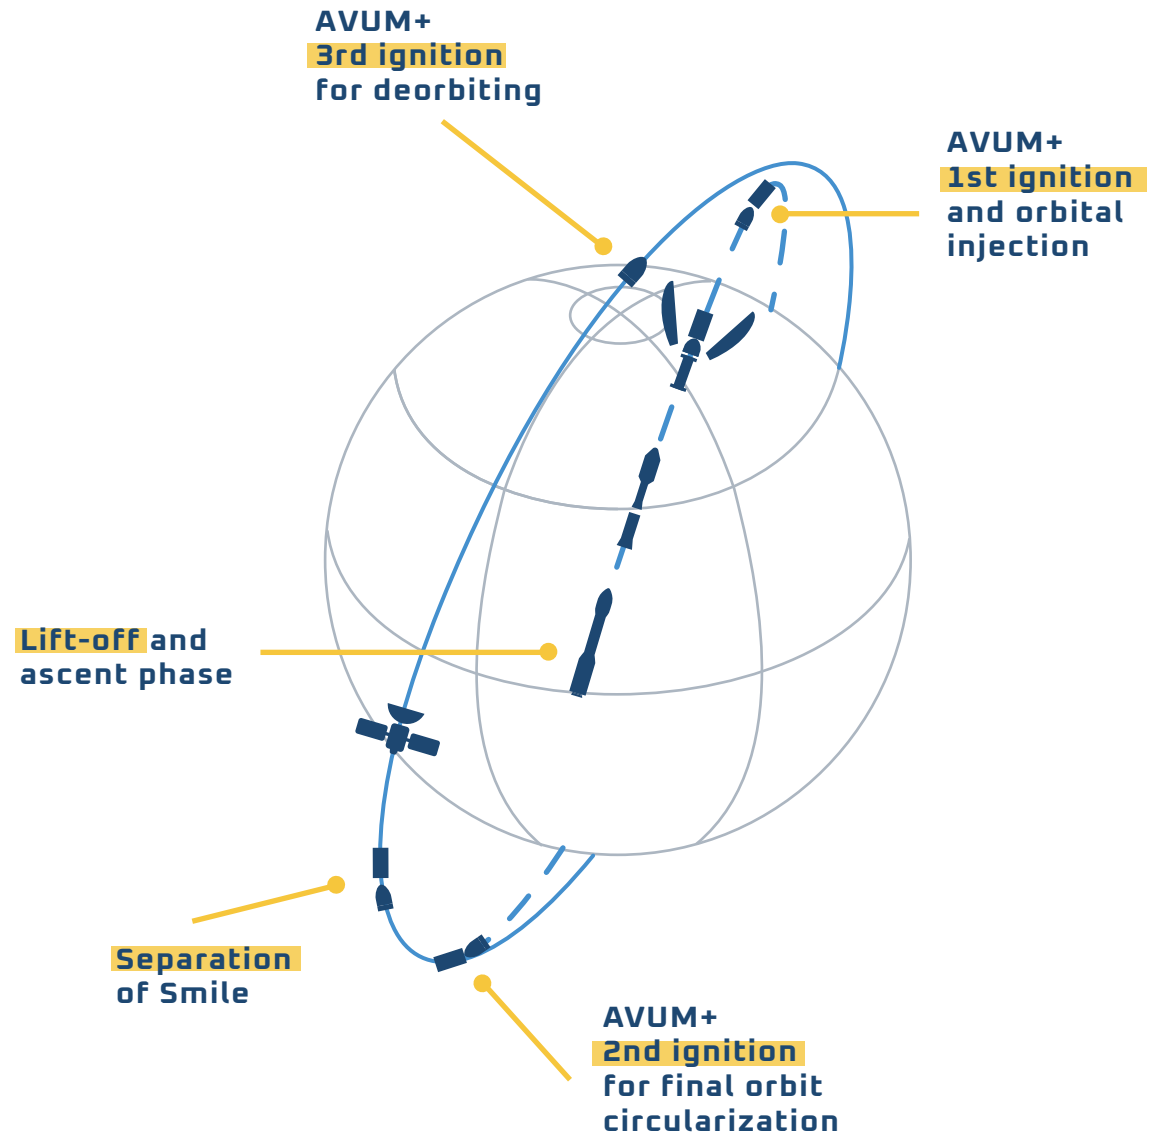 AVUM+
3rd ignition
for deorbiting
AVUM+
1st ignition
and orbital
injection
Lift-off and
ascent phase
Separation
of Smile
AVUM+
2nd ignition
for final orbit
circularization